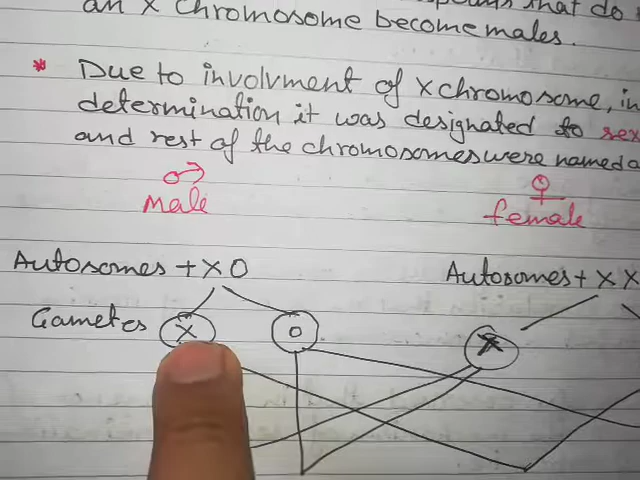 an X chromosome become males.
* Due to involvment of X chromosome, in
determination it was designated to sex
and rest of the chromosomes were named a
♂ ♀
Male female
Autosomes + XO Autosomes + XX
Gametes X O X